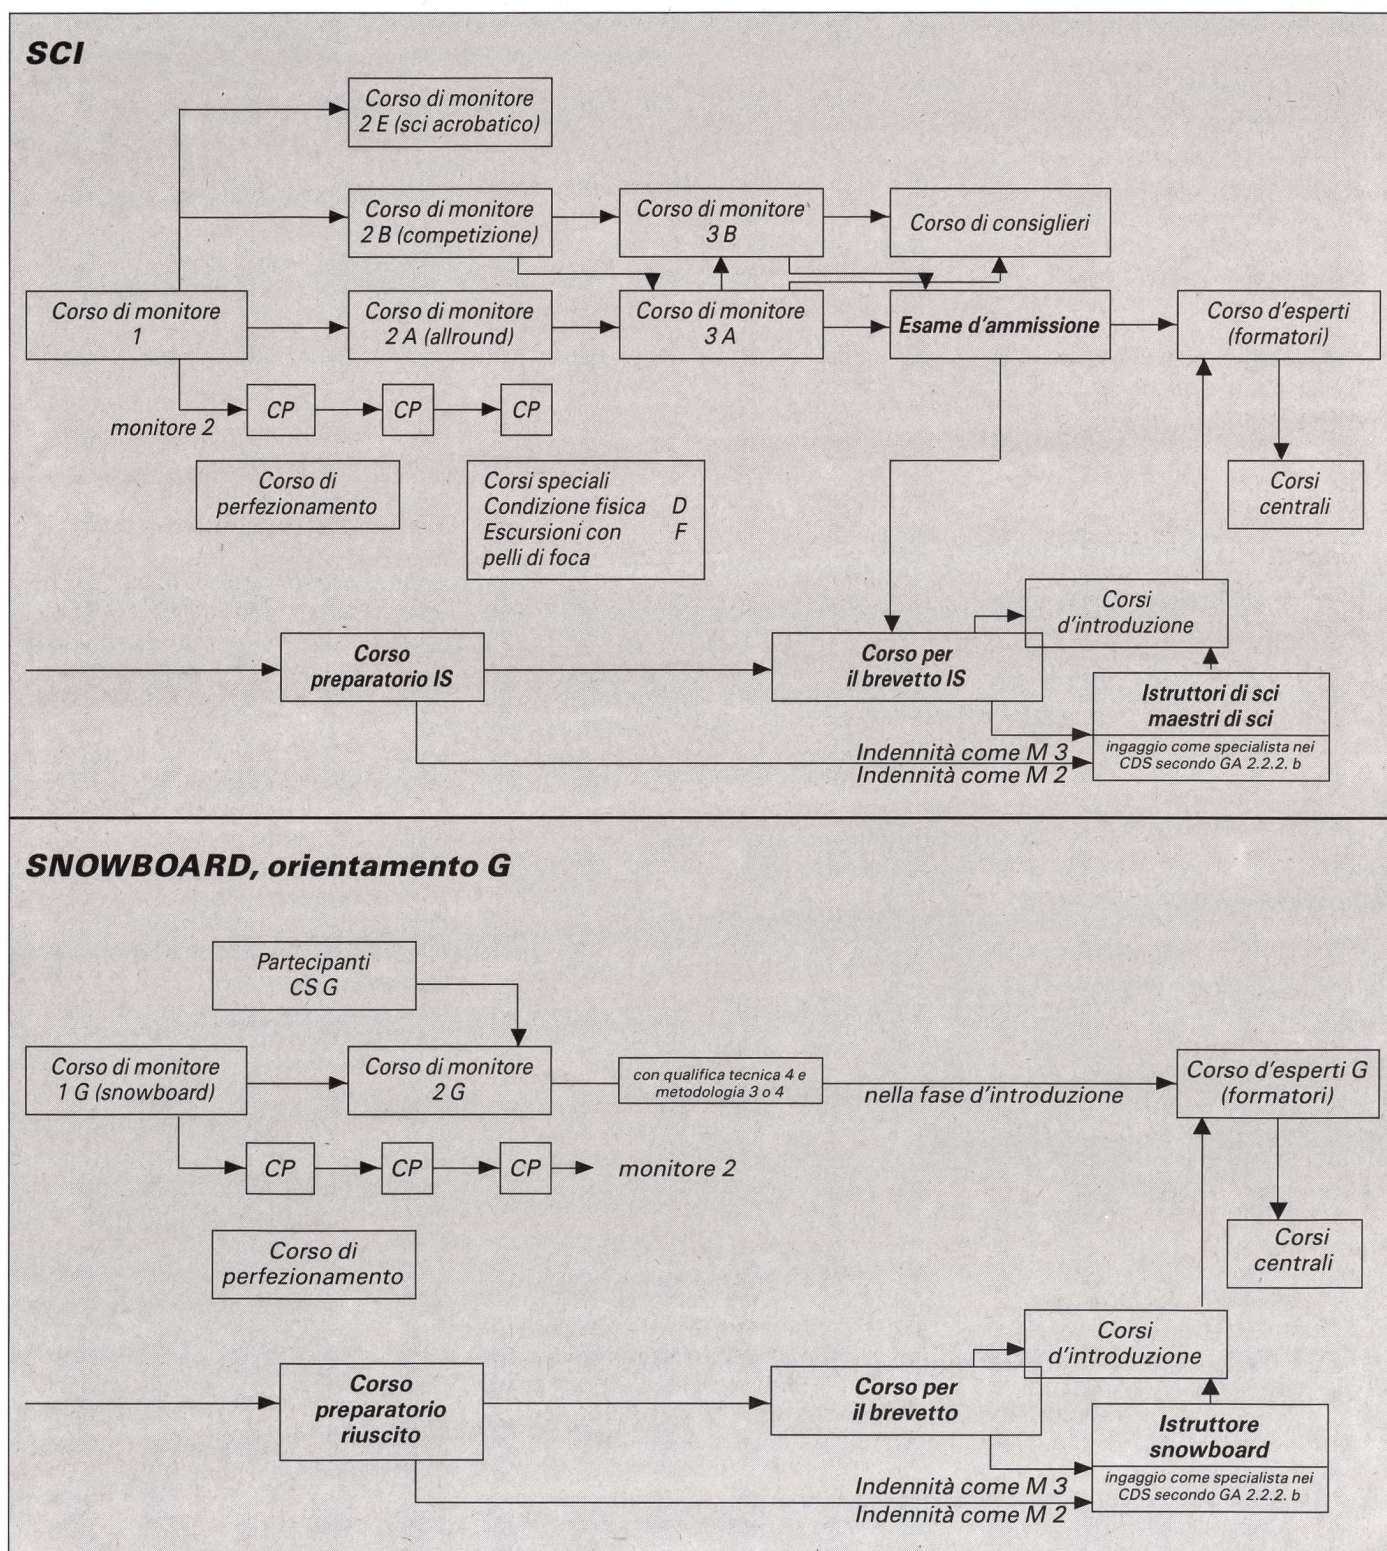 SCI
Corso di monitore
2 E (sci acrobatico)
Corso di monitore
2 B (competizione)
Corso di monitore
3 B
Corso di consiglieri
Corso di monitore
1
Corso di monitore
2 A (allround)
Corso di monitore
3 A
Esame d'ammissione
Corso d'esperti
(formatori)
CP
CP
CP
monitore 2
Corso di
perfezionamento
Corsi speciali
Condizione fisica D
Escursioni con F
pelli di foca
Corsi
centrali
Corsi
d'introduzione
Corso
preparatorio IS
Corso per
il brevetto IS
Istruttori di sci
maestri di sci
ingaggio come specialista nei
CDS secondo GA 2.2.2. b
Indennità come M 3
Indennità come M 2
SNOWBOARD, orientamento G
Partecipanti
CS G
Corso di monitore
1 G (snowboard)
Corso di monitore
2 G
con qualifica tecnica 4 e
metodologia 3 o 4
nella fase d'introduzione
Corso d'esperti G
(formatori)
CP
CP
CP
monitore 2
Corso di
perfezionamento
Corsi
centrali
Corsi
d'introduzione
Corso
preparatorio
riuscito
Corso per
il brevetto
Istruttore
snowboard
ingaggio come specialista nei
CDS secondo GA 2.2.2. b
Indennità come M 3
Indennità come M 2